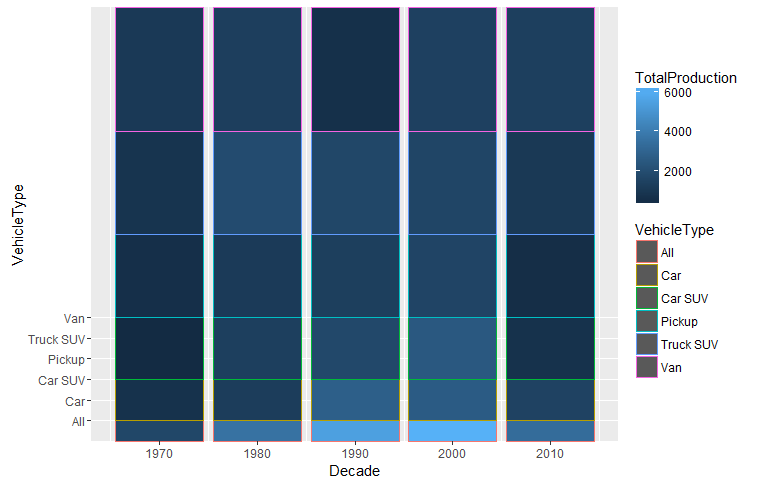 TotalProduction
6000
4000
2000
VehicleType
All
Car
Car SUV
Pickup
Truck SUV
Van
VehicleType
Van
Truck SUV
Pickup
Car SUV
Car
All
1970 1980 1990 2000 2010
Decade